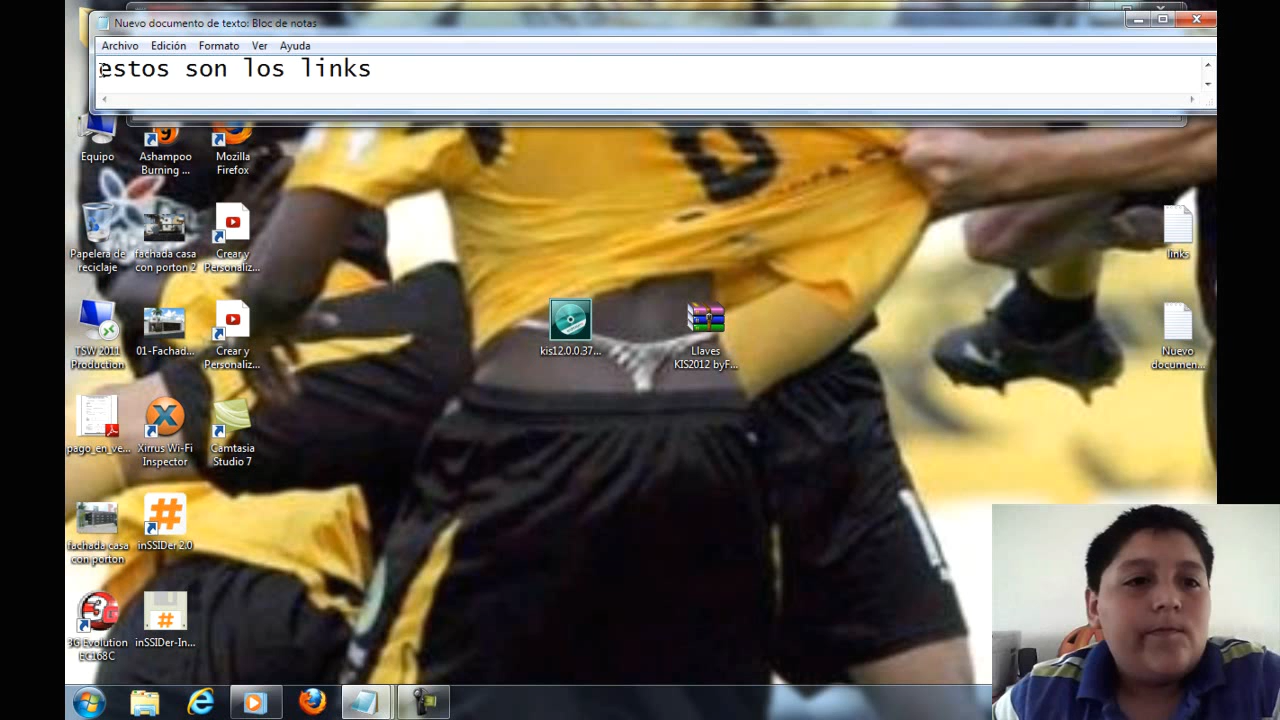 Nuevo documento de texto: Bloc de notas
Archivo Edición Formato Ver Ayuda
estos son los links
Equipo
Ashampoo
Burning ...
Mozilla
Firefox
Papelera de
reciclaje
fachada casa
con porton 2
Crear y
Personaliz...
links
TSW 2011
Production
01-Fachad...
Crear y
Personaliz...
kis12.0.0.37...
Llaves
KIS2012 byF...
Nuevo
documen...
pago_en_ve...
Xirrus Wi-Fi
Inspector
Camtasia
Studio 7
fachada casa
con porton
inSSIDer 2.0
3G Evolution
EC168C
inSSIDer-In...